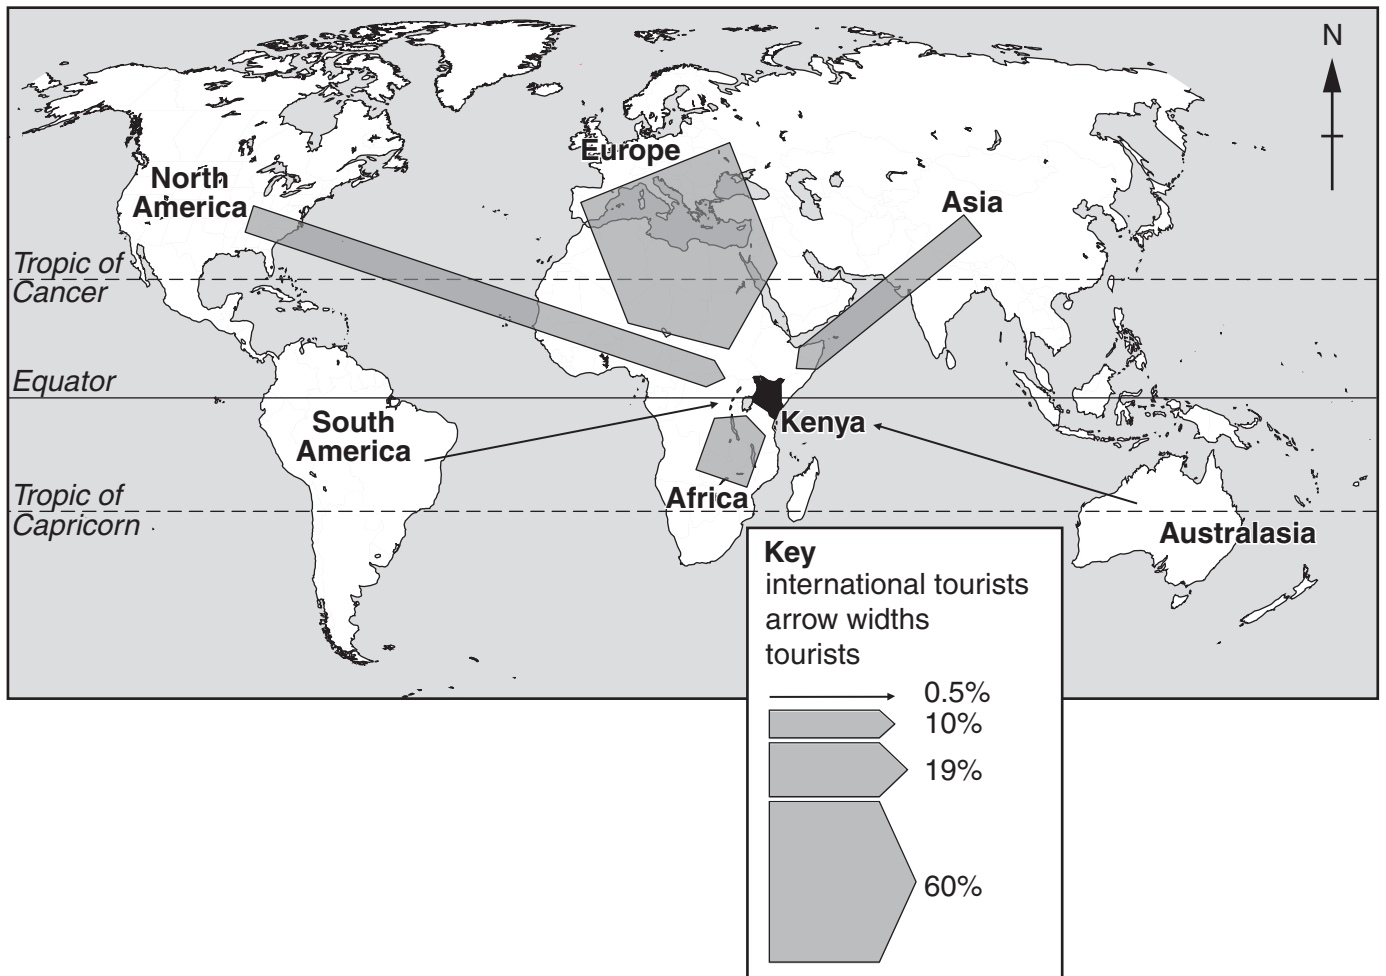 N
Europe
North
America
Asia
Tropic of
Cancer
Equator
South
America
Kenya
Tropic of
Capricorn
Africa
Australasia
Key
international tourists
arrow widths
tourists
0.5%
10%
19%
60%